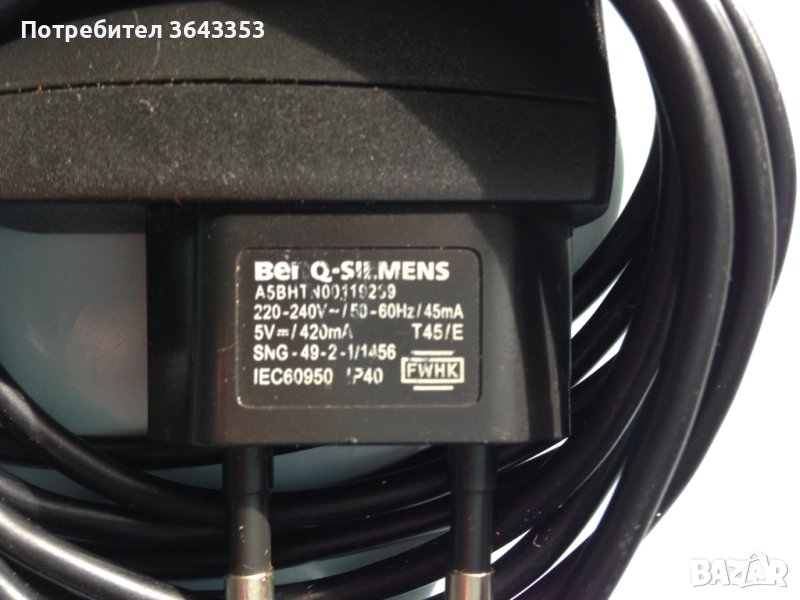 Потребител 3643353
BenQ-SIEMENS
220-240V~/50-60Hz/45mA
5V⎓/420mA T45/E
SNG-49-2-1/1456
IEC60950 IP40 FWHK
BAZAR